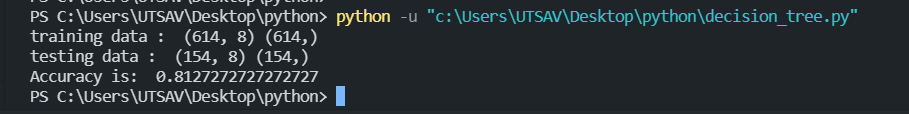 PS C:\Users\UTSAV\Desktop\python> python -u "c:\Users\UTSAV\Desktop\python\decision_tree.py"
training data :  (614, 8) (614,)
testing data :  (154, 8) (154,)
Accuracy is:  0.8127272727272727
PS C:\Users\UTSAV\Desktop\python>